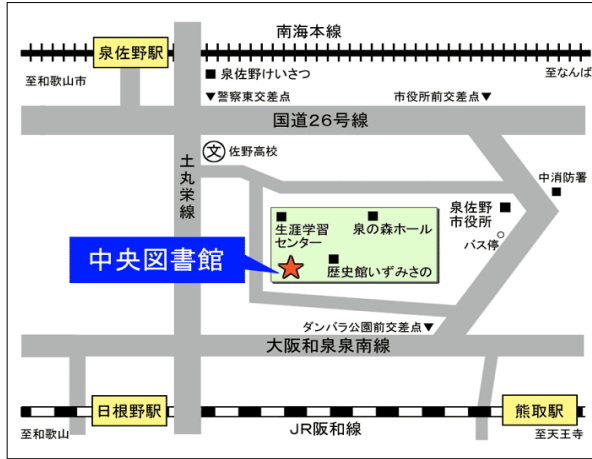 南海本線
泉佐野駅
至和歌山市
泉佐野けいさつ
至なんば
▼警察東交差点
市役所前交差点▼
国道26号線
土丸栄線
文
佐野高校
中消防署
泉佐野
市役所
バス停
生涯学習
センター
泉の森ホール
中央図書館
歴史館いずみさの
ダンバラ公園前交差点▼
大阪和泉泉南線
日根野駅
熊取駅
JR阪和線
至和歌山
至天王寺